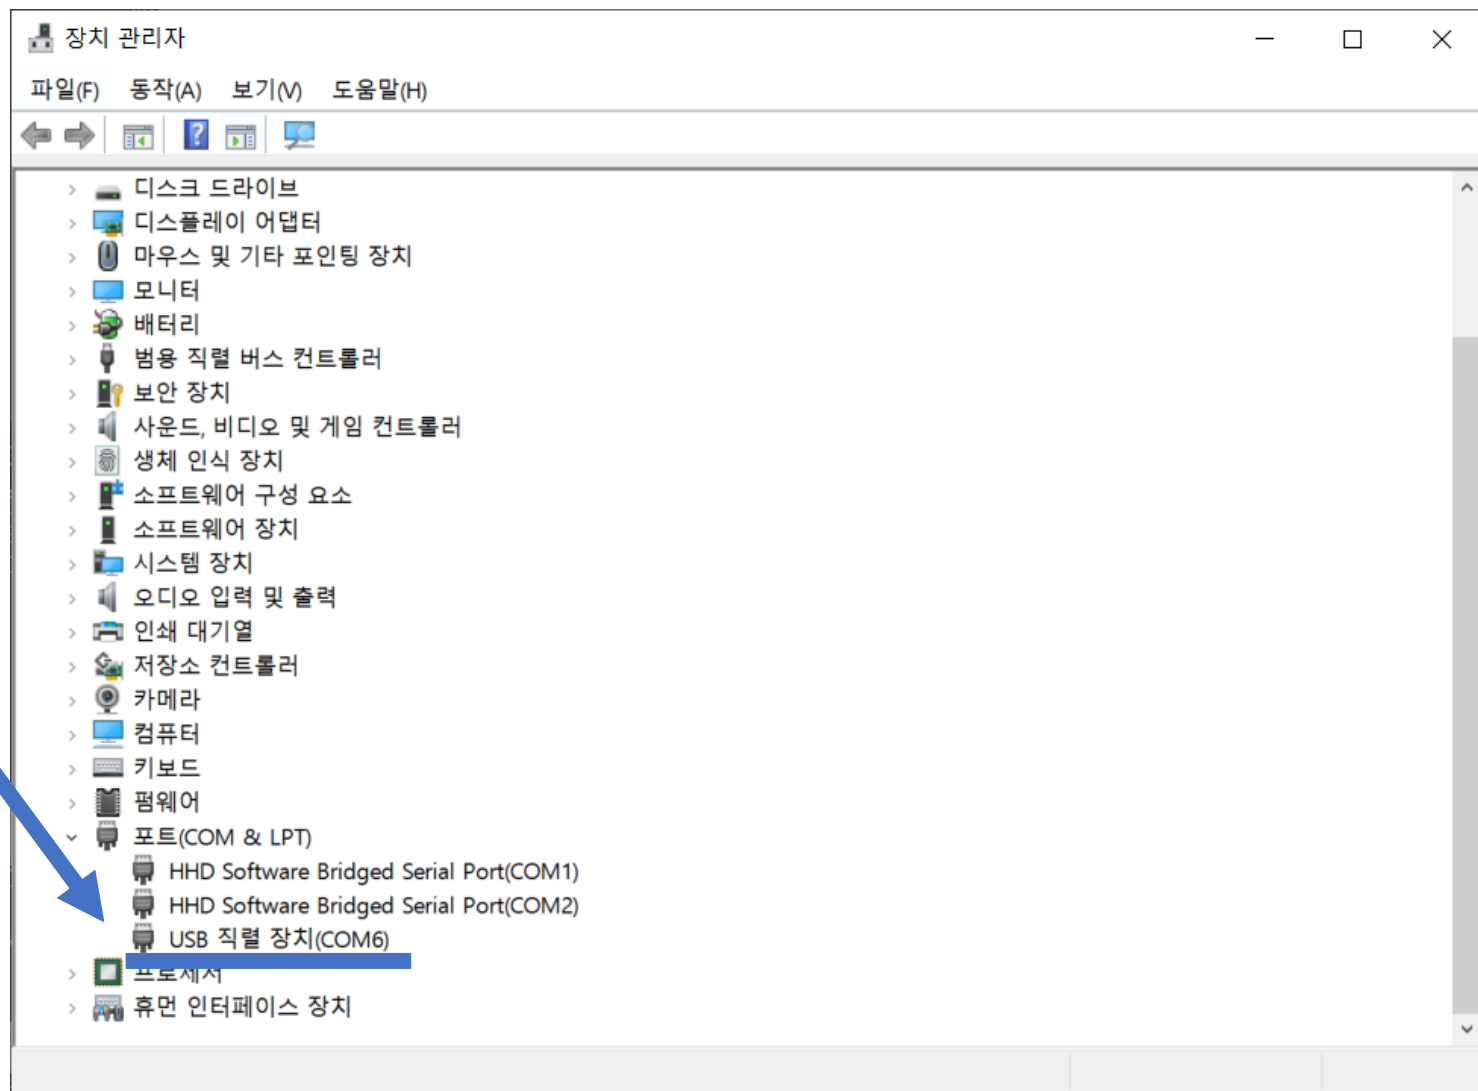 장치 관리자
파일(F) 동작(A) 보기(V) 도움말(H)
디스크 드라이브
디스플레이 어댑터
마우스 및 기타 포인팅 장치
모니터
배터리
범용 직렬 버스 컨트롤러
보안 장치
사운드, 비디오 및 게임 컨트롤러
생체 인식 장치
소프트웨어 구성 요소
소프트웨어 장치
시스템 장치
오디오 입력 및 출력
인쇄 대기열
저장소 컨트롤러
카메라
컴퓨터
키보드
펌웨어
포트(COM & LPT)
HHD Software Bridged Serial Port(COM1)
HHD Software Bridged Serial Port(COM2)
USB 직렬 장치(COM6)
프로세서
휴먼 인터페이스 장치